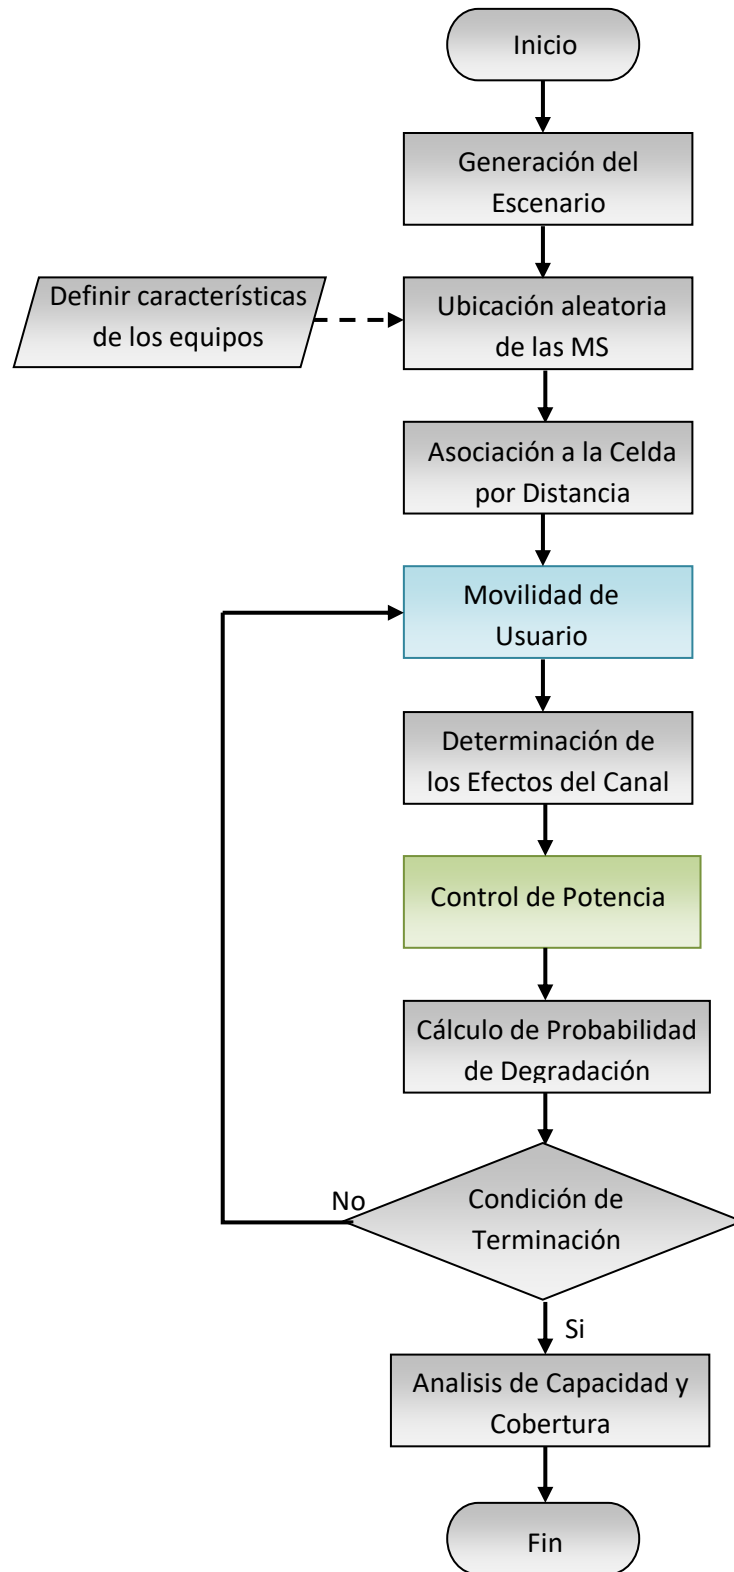 Inicio
Generación del
Escenario
Definir características
de los equipos
Ubicación aleatoria
de las MS
Asociación a la Celda
por Distancia
Movilidad de
Usuario
Determinación de
los Efectos del Canal
Control de Potencia
Cálculo de Probabilidad
de Degradación
No
Condición de
Terminación
Si
Analisis de Capacidad y
Cobertura
Fin